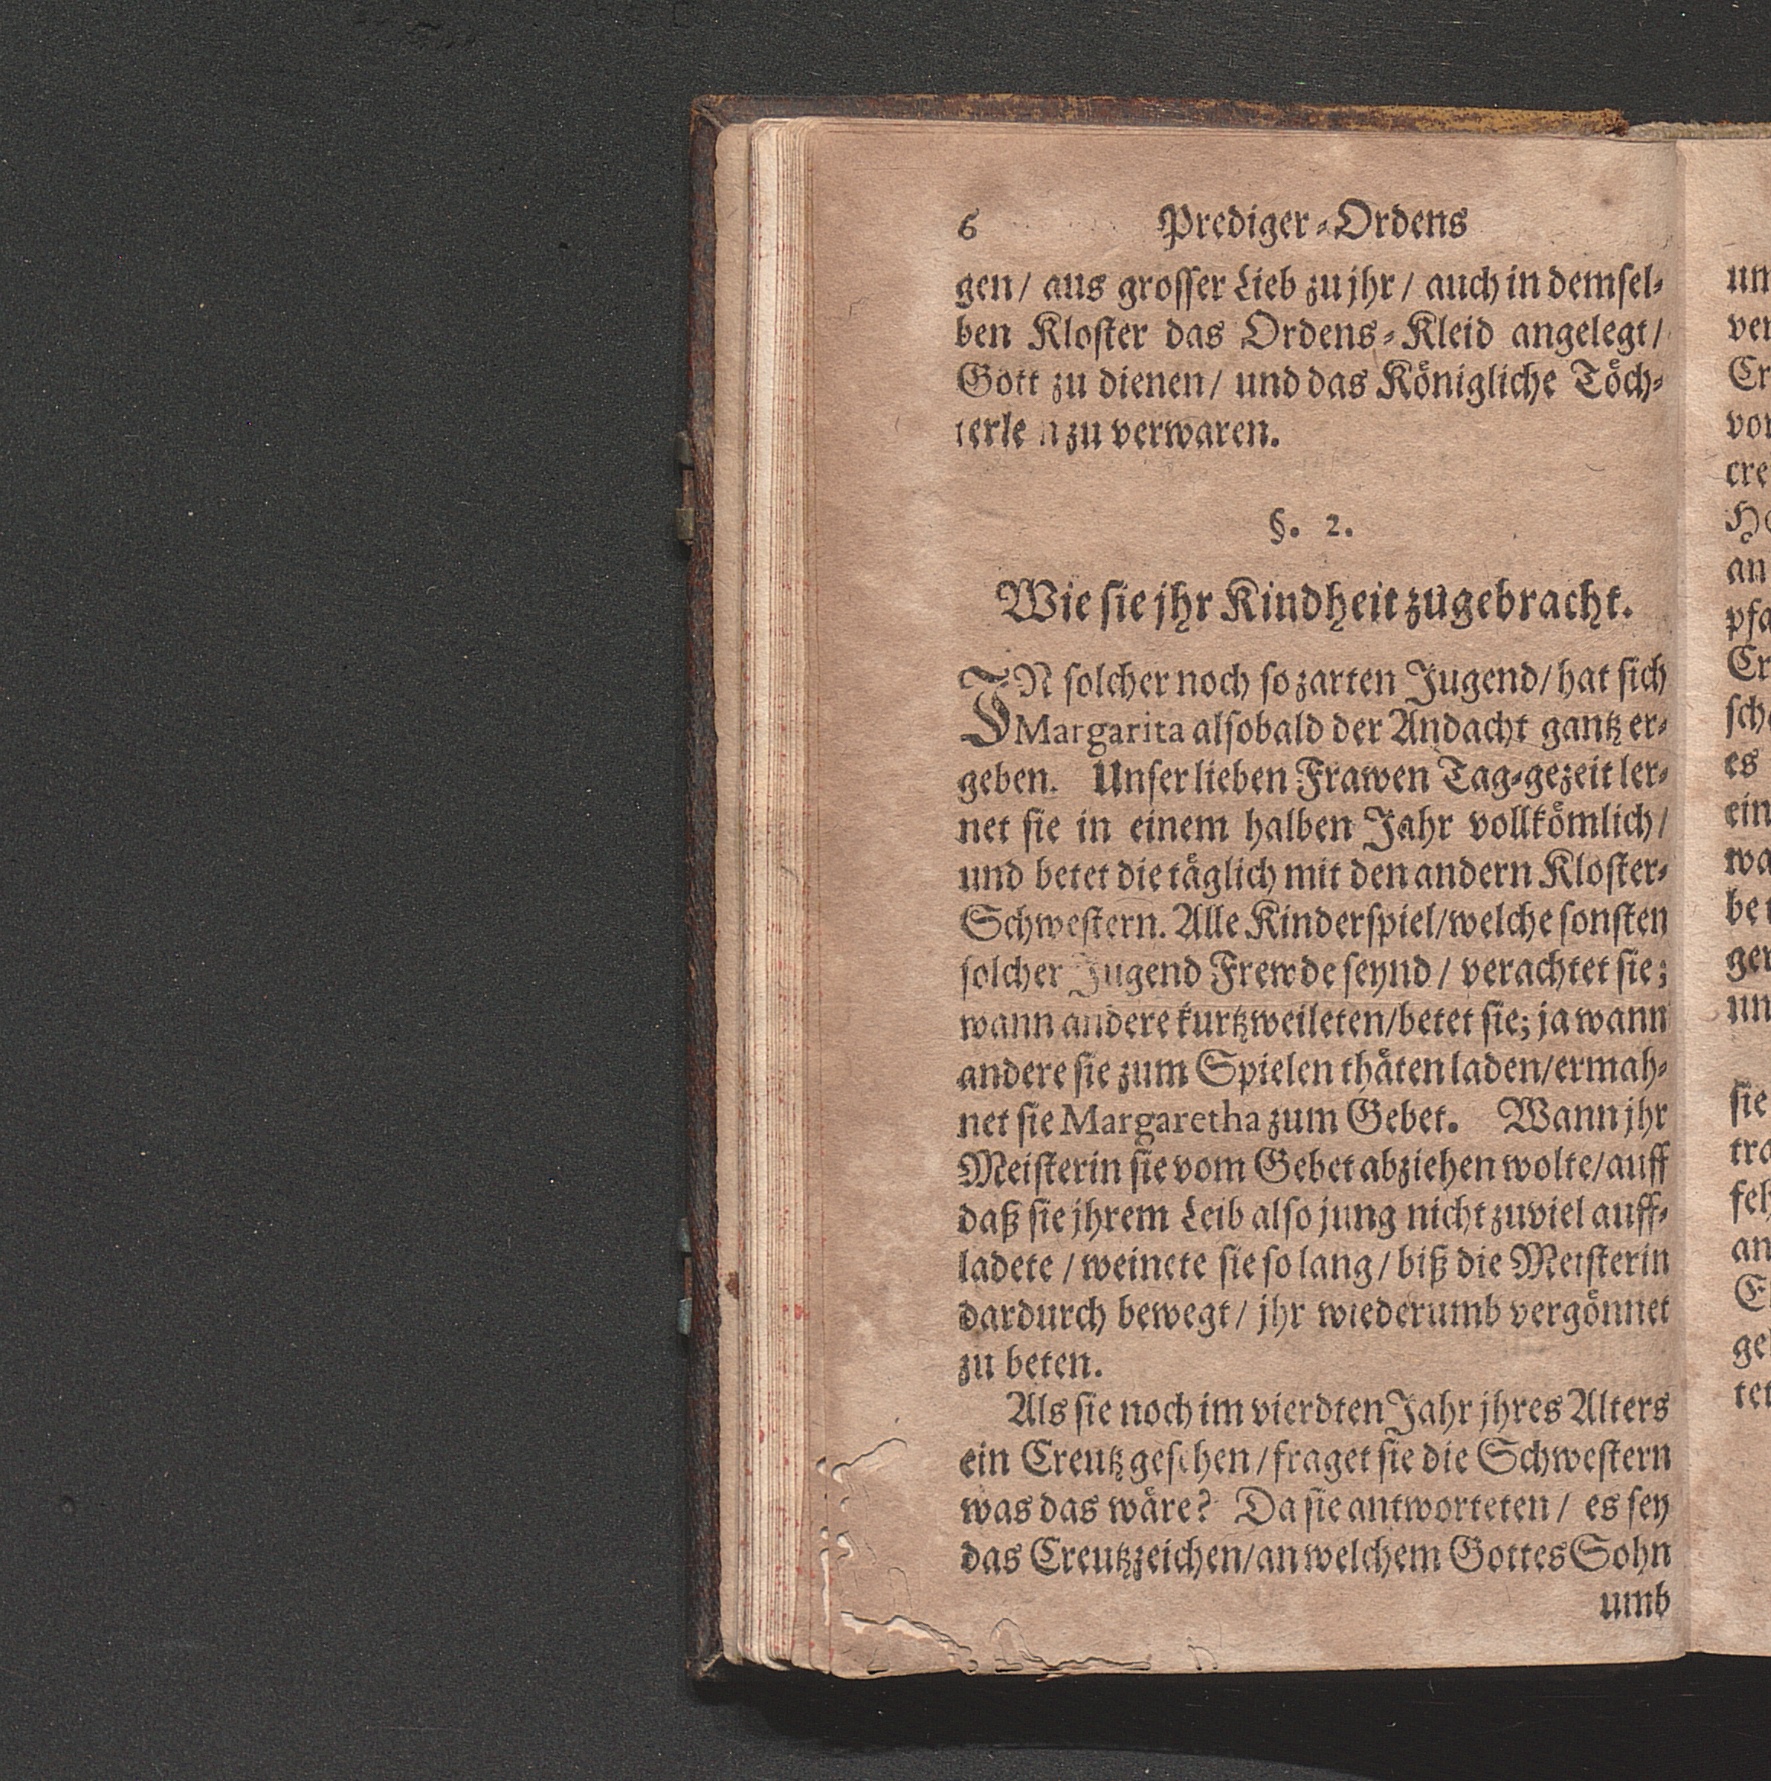 6 Prediger-Ordens
gen/ aus grosser Lieb zu jhr/ auch in demsel-
ben Kloster das Ordens-Kleid angelegt/
Gott zu dienen/ und das Königliche Töch-
terle n zu verwaren.
§. 2.
Wie sie jhr Kindheit zugebracht.
IN solcher noch so zarten Jugend/ hat sich
Margarita alsobald der Andacht gantz er-
geben. Unser lieben Frawen Tag-gezeit ler-
net sie in einem halben Jahr vollkömlich/
und betet die täglich mit den andern Kloster-
Schwestern. Alle Kinderspiel/ welche sonsten
solcher Jugend Frewde seynd/ verachtet sie;
wann andere kurtzweileten/ betet sie; ja wann
andere sie zum Spielen thäten laden/ ermah-
net sie Margaretha zum Gebet. Wann jhr
Meisterin sie vom Gebet abziehen wolte/ auff
daß sie jhrem Leib also jung nicht zuviel auff-
ladete/ weinete sie so lang/ biß die Meisterin
dardurch bewegt/ jhr wiederumb vergönnet
zu beten.
Als sie noch im vierdten Jahr jhres Alters
ein Creutz gesehen/ fraget sie die Schwestern
was das wäre? Da sie antworteten/ es sey
das Creutzzeichen/ an welchem Gottes Sohn
umb